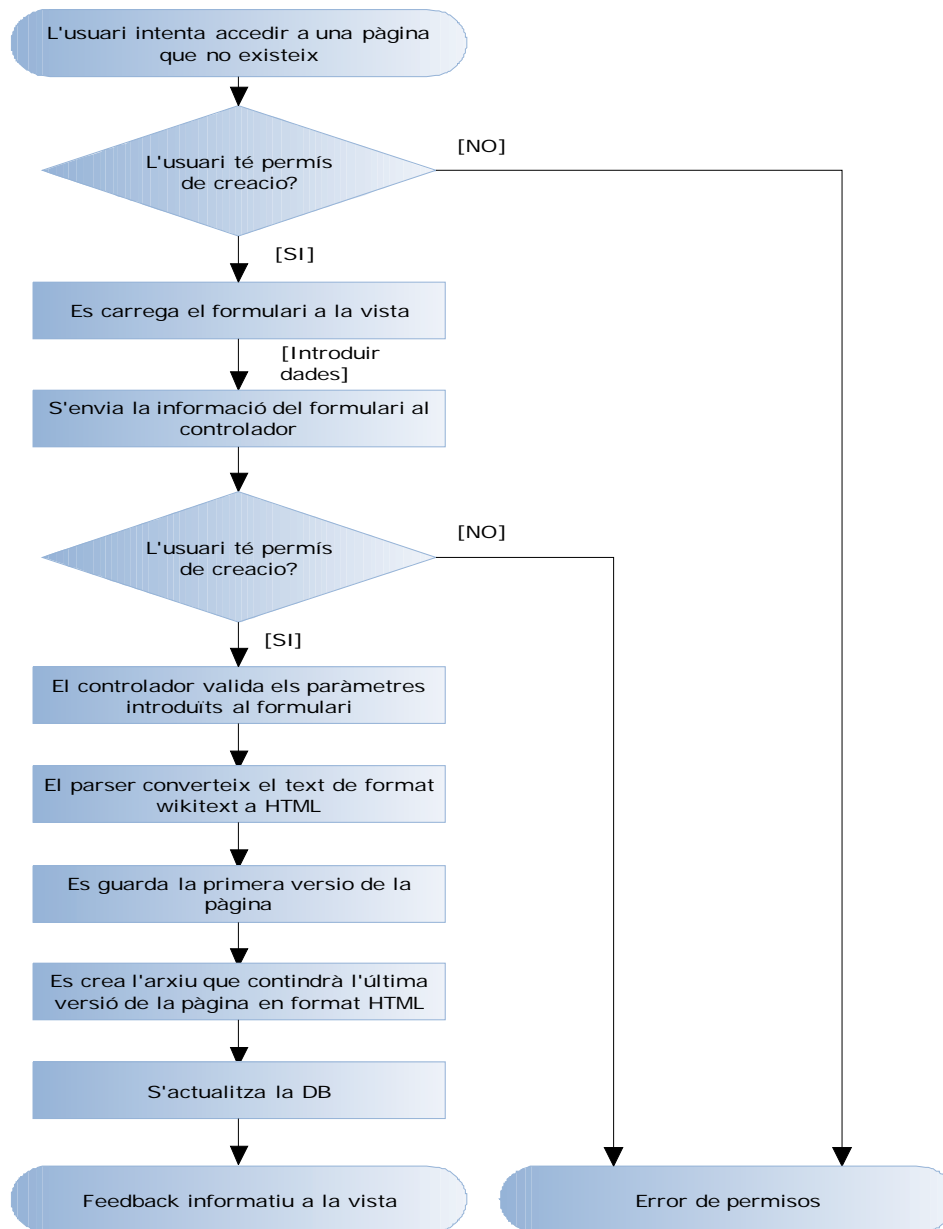 L'usuari intenta accedir a una pàgina
que no existeix
L'usuari té permís
de creacio?
[NO]
[SI]
Es carrega el formulari a la vista
[Introduir
dades]
S'envia la informació del formulari al
controlador
L'usuari té permís
de creacio?
[NO]
[SI]
El controlador valida els paràmetres
introduïts al formulari
El parser converteix el text de format
wikitext a HTML
Es guarda la primera versio de la
pàgina
Es crea l'arxiu que contindrà l'última
versió de la pàgina en format HTML
S'actualitza la DB
Feedback informatiu a la vista
Error de permisos